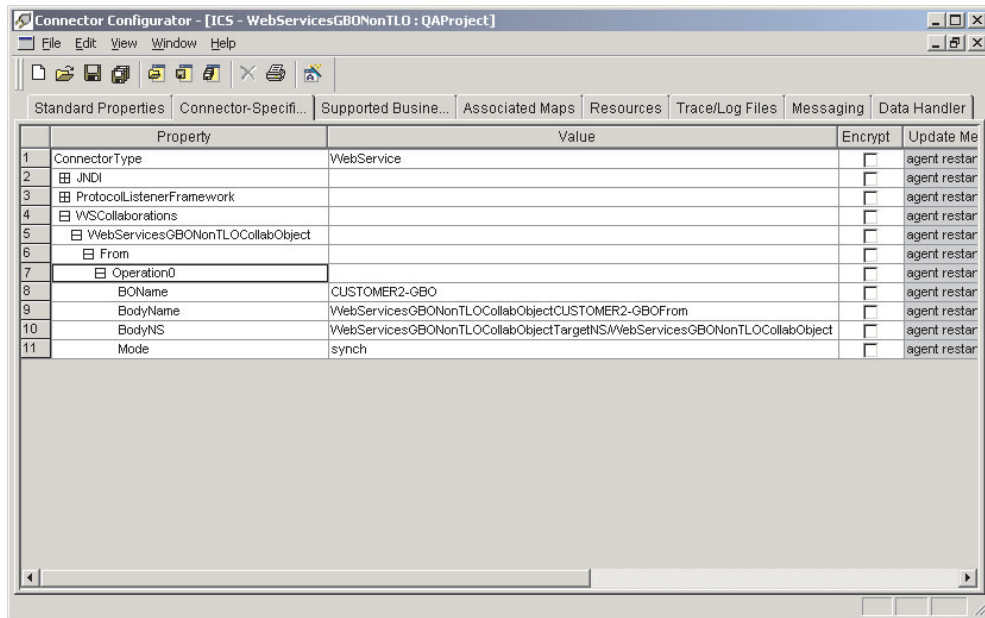 Connector Configurator - [ICS - WebServicesGBONonTLO : QAProject]
File Edit View Window Help
Standard Properties Connector-Specifi... Supported Busine... Associated Maps Resources Trace/Log Files Messaging Data Handler
Property Value Encrypt Update Me
1 ConnectorType WebService agent restar
2 JNDI agent restar
3 ProtocolListenerFramework agent restar
4 WSCollaborations agent restar
5 WebServicesGBONonTLOCollabObject agent restar
6 From agent restar
7 Operation0 agent restar
8 BOName CUSTOMER2-GBO agent restar
9 BodyName WebServicesGBONonTLOCollabObjectCUSTOMER2-GBOFrom agent restar
10 BodyNS WebServicesGBONonTLOCollabObjectTargetNS/WebServicesGBONonTLOCollabObject agent restar
11 Mode synch agent restar